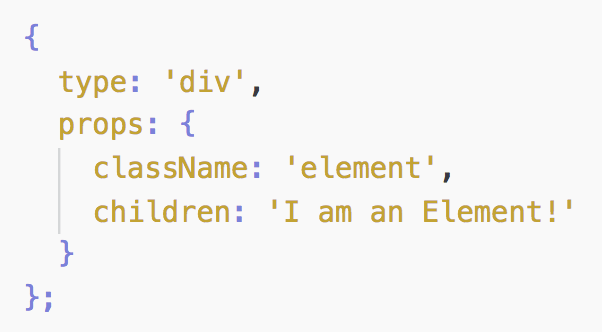 {
  type: 'div',
  props: {
    className: 'element',
    children: 'I am an Element!'
  }
};